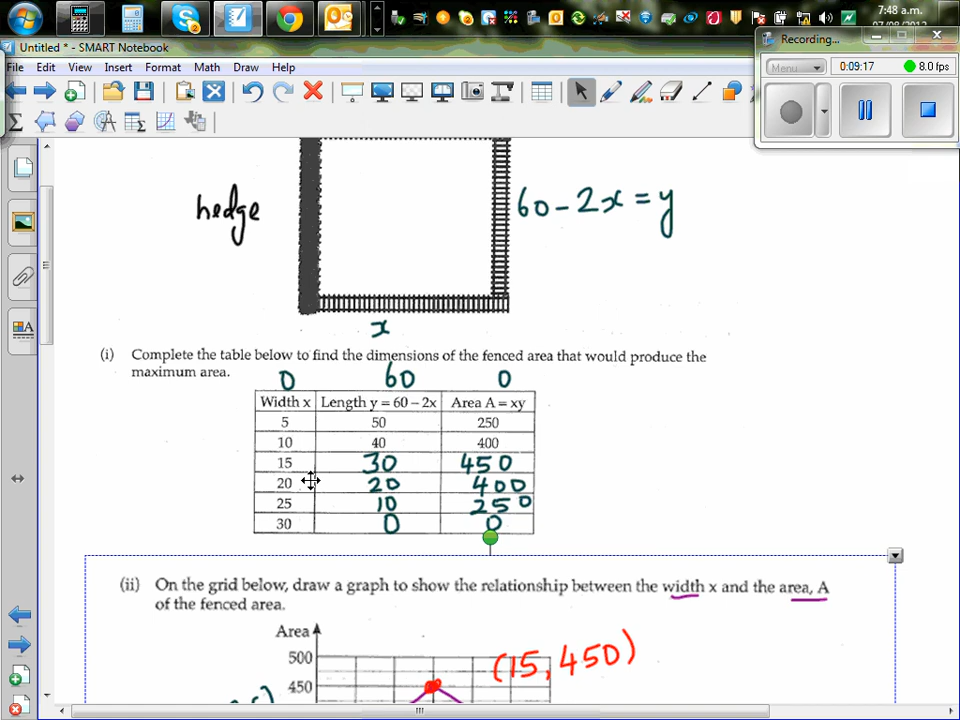 7:48 a.m.
07/08/2012
Untitled * - SMART Notebook
Recording...
File Edit View Insert Format Math Draw Help
Menu 0:09:17 8.0 fps
hedge
60 - 2x = y
x
(i) Complete the table below to find the dimensions of the fenced area that would produce the
maximum area.
0 60 0
Width x Length y = 60 – 2x Area A = xy
5 50 250
10 40 400
15 30 450
20 20 400
25 10 250
30 0 0
(ii) On the grid below, draw a graph to show the relationship between the width x and the area, A
of the fenced area.
Area
500
(15, 450)
450